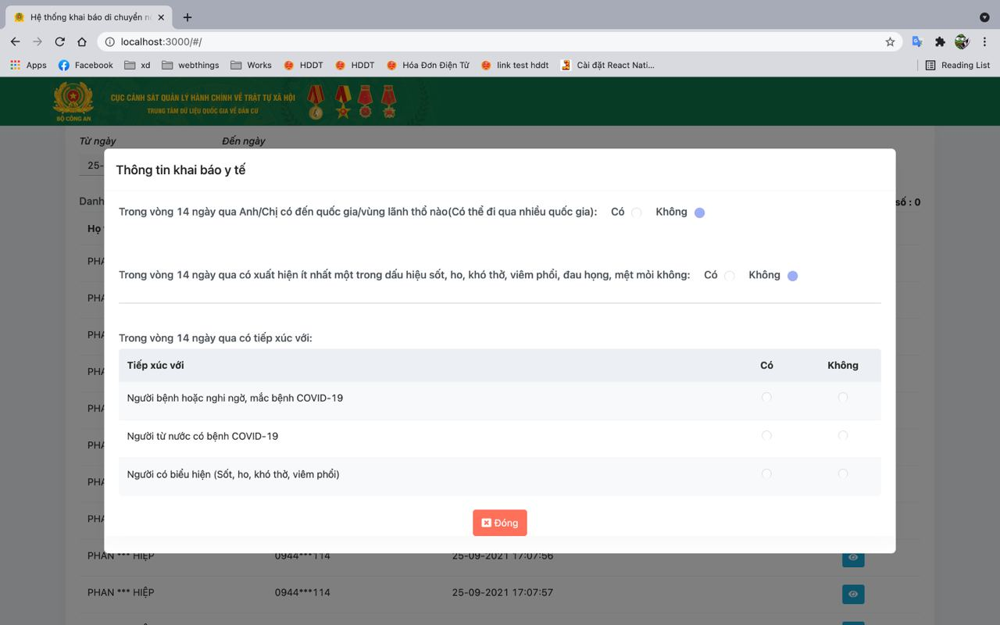 Hệ thống khai báo di chuyển n
localhost:3000/#/
Apps Facebook xd webthings Works HDDT HDDT Hóa Đơn Điện Tử link test hddt Cài đặt React Nati... Reading List
CỤC CẢNH SÁT QUẢN LÝ HÀNH CHÍNH VỀ TRẬT TỰ XÃ HỘI
TRUNG TÂM DỮ LIỆU QUỐC GIA VỀ DÂN CƯ
BỘ CÔNG AN
Từ ngày Đến ngày
25-
Thông tin khai báo y tế
Danh số : 0
Trong vòng 14 ngày qua Anh/Chị có đến quốc gia/vùng lãnh thổ nào(Có thể đi qua nhiều quốc gia): Có Không
Họ
PHAN
Trong vòng 14 ngày qua có xuất hiện ít nhất một trong dấu hiệu sốt, ho, khó thở, viêm phổi, đau họng, mệt mỏi không: Có Không
PHAN
PHAN
Trong vòng 14 ngày qua có tiếp xúc với:
Tiếp xúc với Có Không
PHAN
Người bệnh hoặc nghi ngờ, mắc bệnh COVID-19
PHAN
Người từ nước có bệnh COVID-19
PHAN
Người có biểu hiện (Sốt, ho, khó thở, viêm phổi)
PHAN
PHAN
Đóng
PHAN *** HIỆP 0944***114 25-09-2021 17:07:56
PHAN *** HIỆP 0944***114 25-09-2021 17:07:57